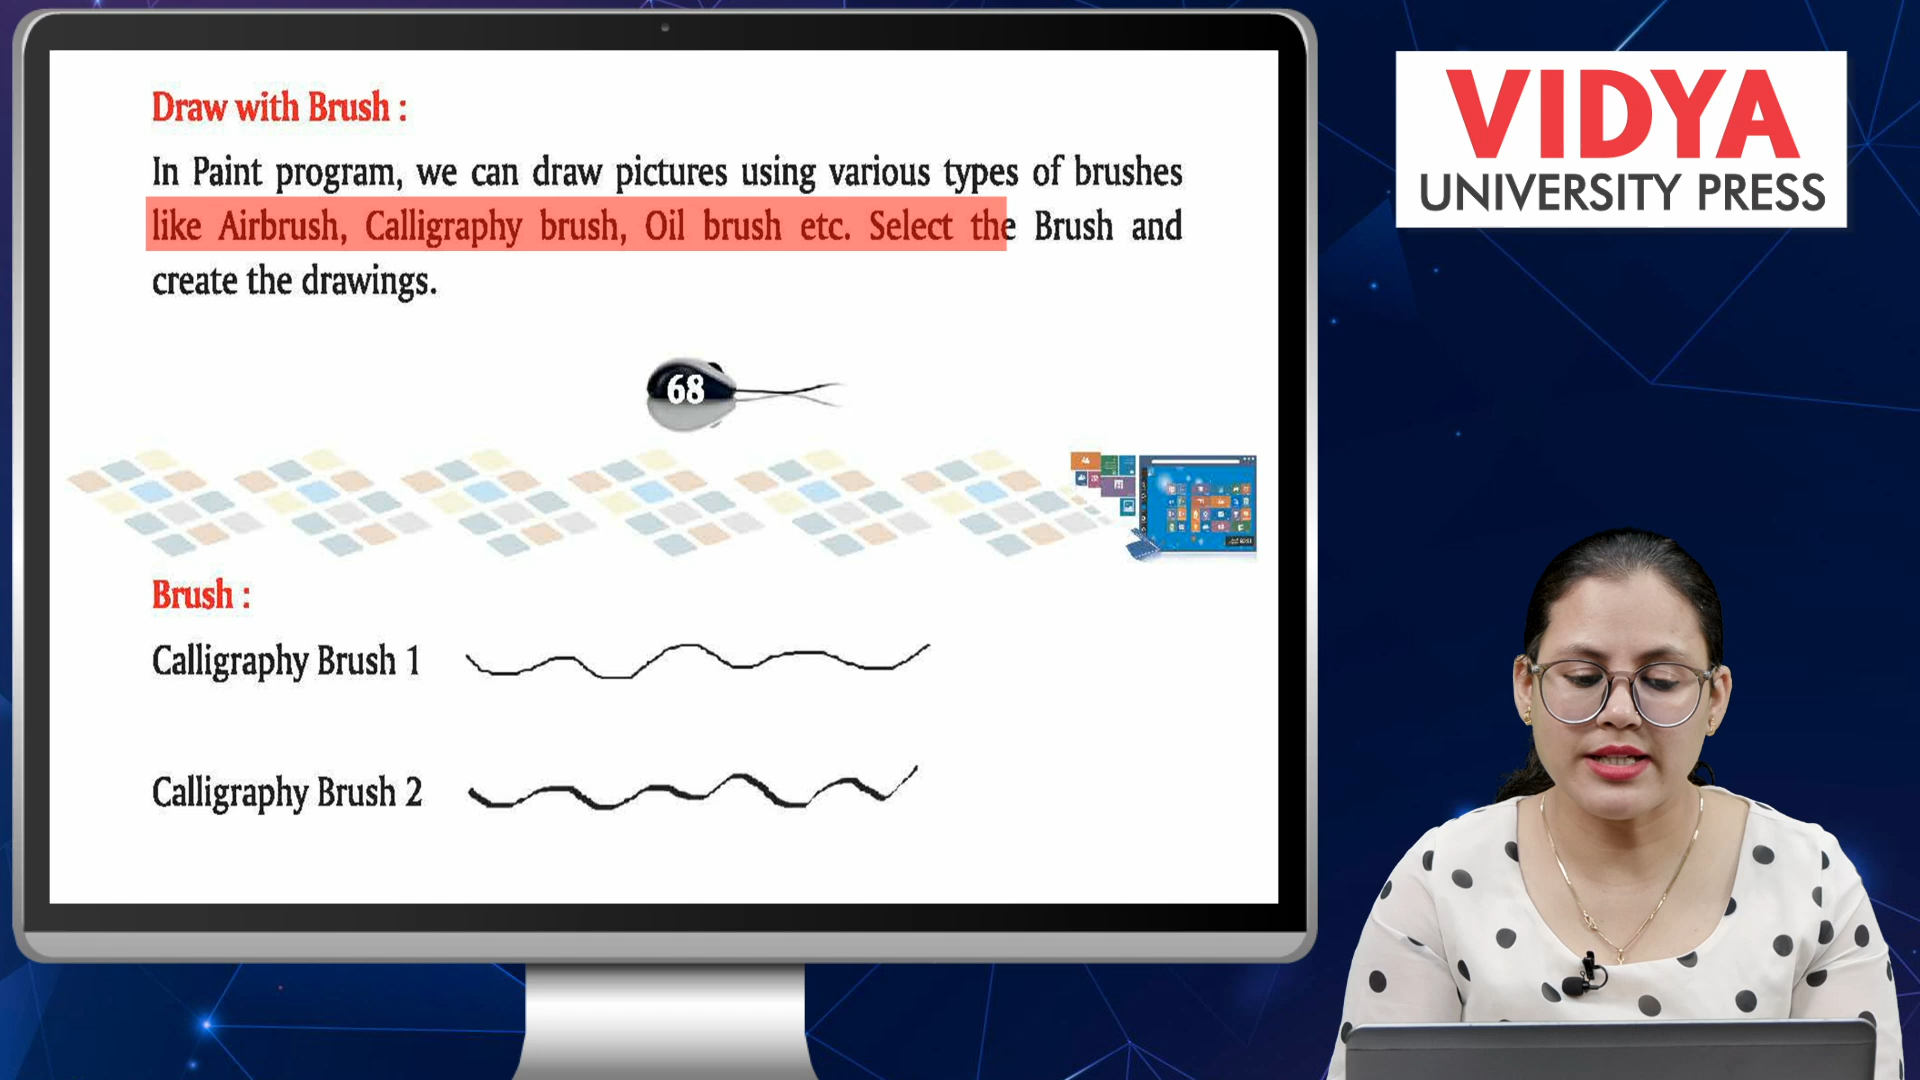 Draw with Brush :
In Paint program, we can draw pictures using various types of brushes
like Airbrush, Calligraphy brush, Oil brush etc. Select the Brush and
create the drawings.
68
Brush :
Calligraphy Brush 1
Calligraphy Brush 2
VIDYA
UNIVERSITY PRESS